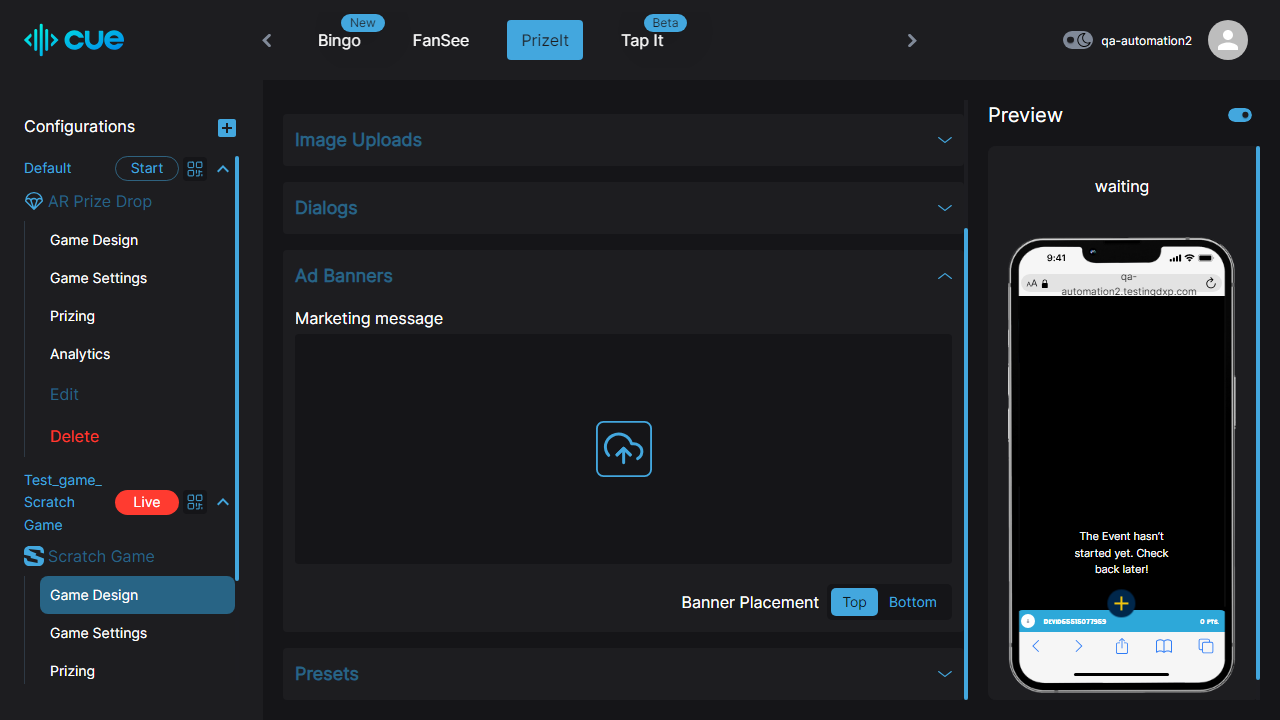 cue
New
Bingo
FanSee
PrizeIt
Beta
Tap It
qa-automation2
Configurations
Default
Start
AR Prize Drop
Game Design
Game Settings
Prizing
Analytics
Edit
Delete
Test_game_
Scratch
Game
Live
Scratch Game
Game Design
Game Settings
Prizing
Image Uploads
Dialogs
Ad Banners
Marketing message
Banner Placement
Top
Bottom
Presets
Preview
waiting
9:41
AA
qa-
automation2.testingdxp.com
The Event hasn't
started yet. Check
back later!
0 PTS.